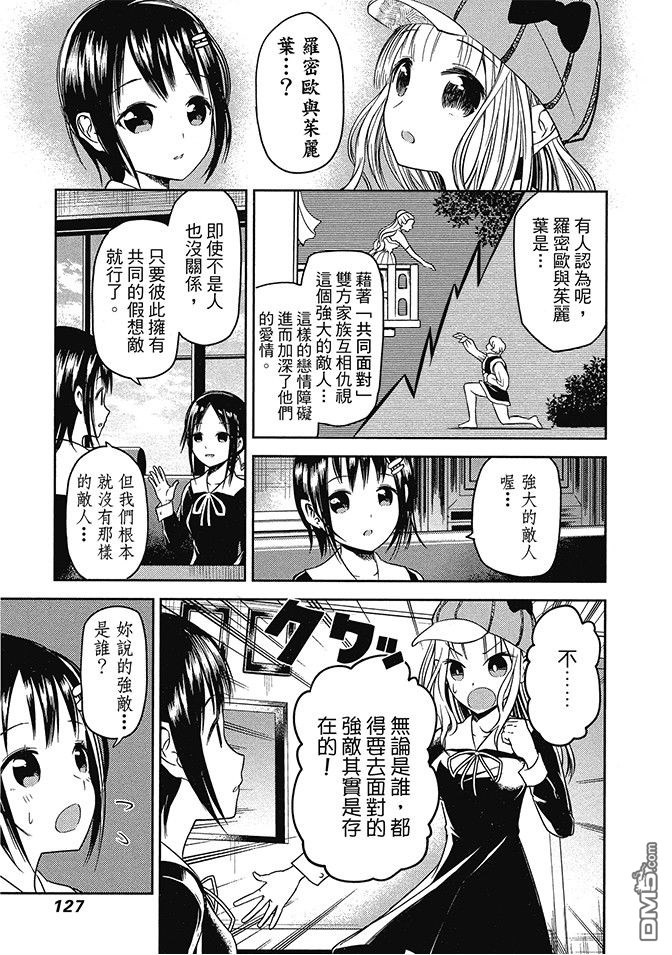 羅密歐與茱麗
葉…？
有人認為呢，
羅密歐與茱麗
葉是…
藉著「共同面對」
雙方家族互相仇視
這個強大的敵人…
這樣的戀情障礙
進而加深了他們
的愛情。
即使不是人
也沒關係，
只要彼此擁有
共同的假想敵
就行了。
強大的敵人
喔…
但我們根本
就沒有那樣
的敵人…
不……
クワッ
無論是誰，都
得要去面對的
強敵其實是存
在的！
妳說的強敵…
是誰？
127
DM5.com